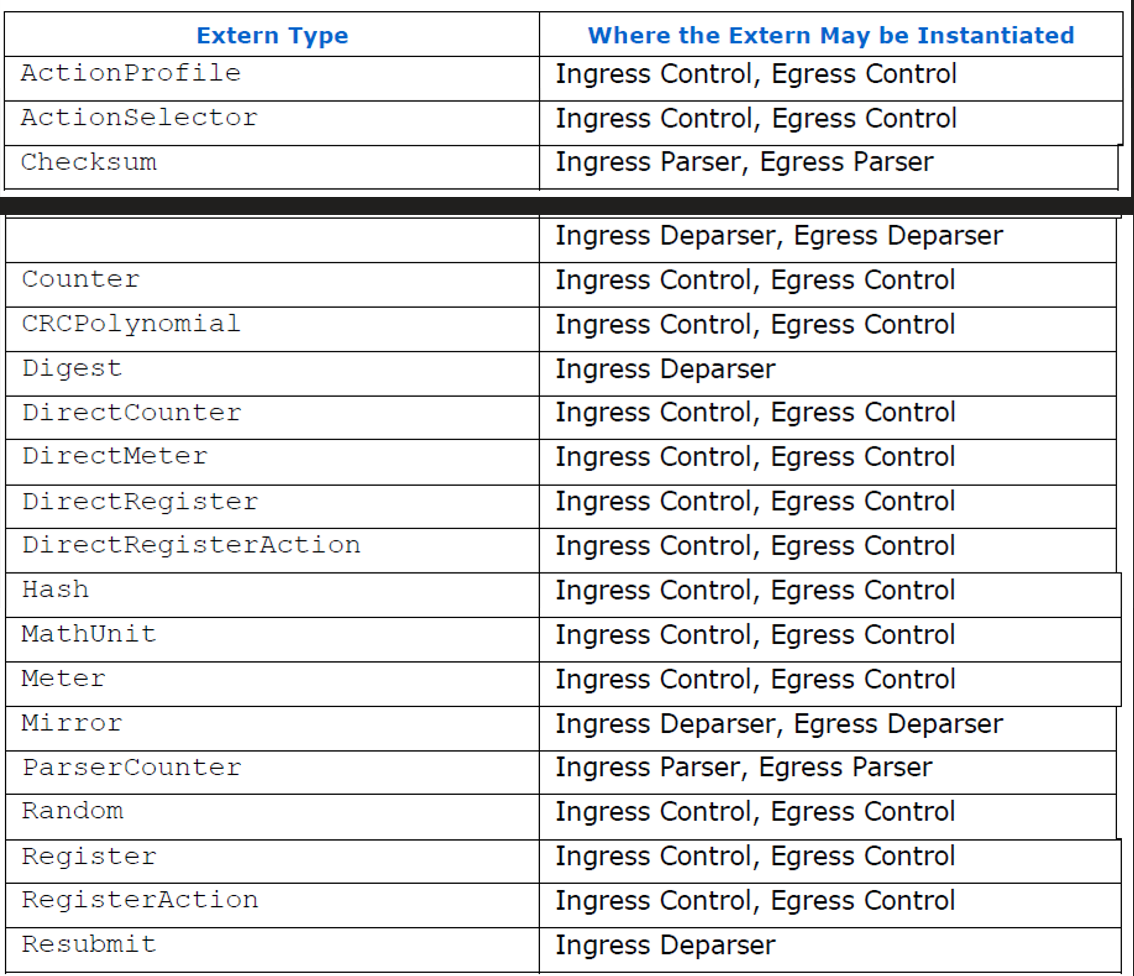 Extern Type Where the Extern May be Instantiated
ActionProfile Ingress Control, Egress Control
ActionSelector Ingress Control, Egress Control
Checksum Ingress Parser, Egress Parser
Ingress Deparser, Egress Deparser
Counter Ingress Control, Egress Control
CRCPolynomial Ingress Control, Egress Control
Digest Ingress Deparser
DirectCounter Ingress Control, Egress Control
DirectMeter Ingress Control, Egress Control
DirectRegister Ingress Control, Egress Control
DirectRegisterAction Ingress Control, Egress Control
Hash Ingress Control, Egress Control
MathUnit Ingress Control, Egress Control
Meter Ingress Control, Egress Control
Mirror Ingress Deparser, Egress Deparser
ParserCounter Ingress Parser, Egress Parser
Random Ingress Control, Egress Control
Register Ingress Control, Egress Control
RegisterAction Ingress Control, Egress Control
Resubmit Ingress Deparser